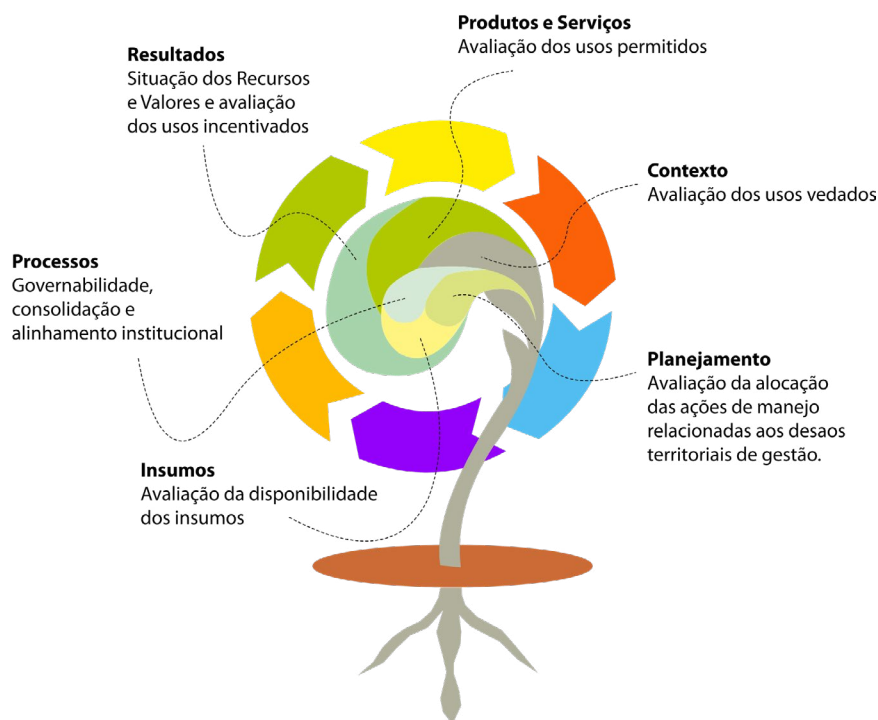 Produtos e Serviços
Avaliação dos usos permitidos
Resultados
Situação dos Recursos
e Valores e avaliação
dos usos incentivados
Contexto
Avaliação dos usos vedados
Processos
Governabilidade,
consolidação e
alinhamento institucional
Planejamento
Avaliação da alocação
das ações de manejo
relacionadas aos desaos
territoriais de gestão.
Insumos
Avaliação da disponibilidade
dos insumos